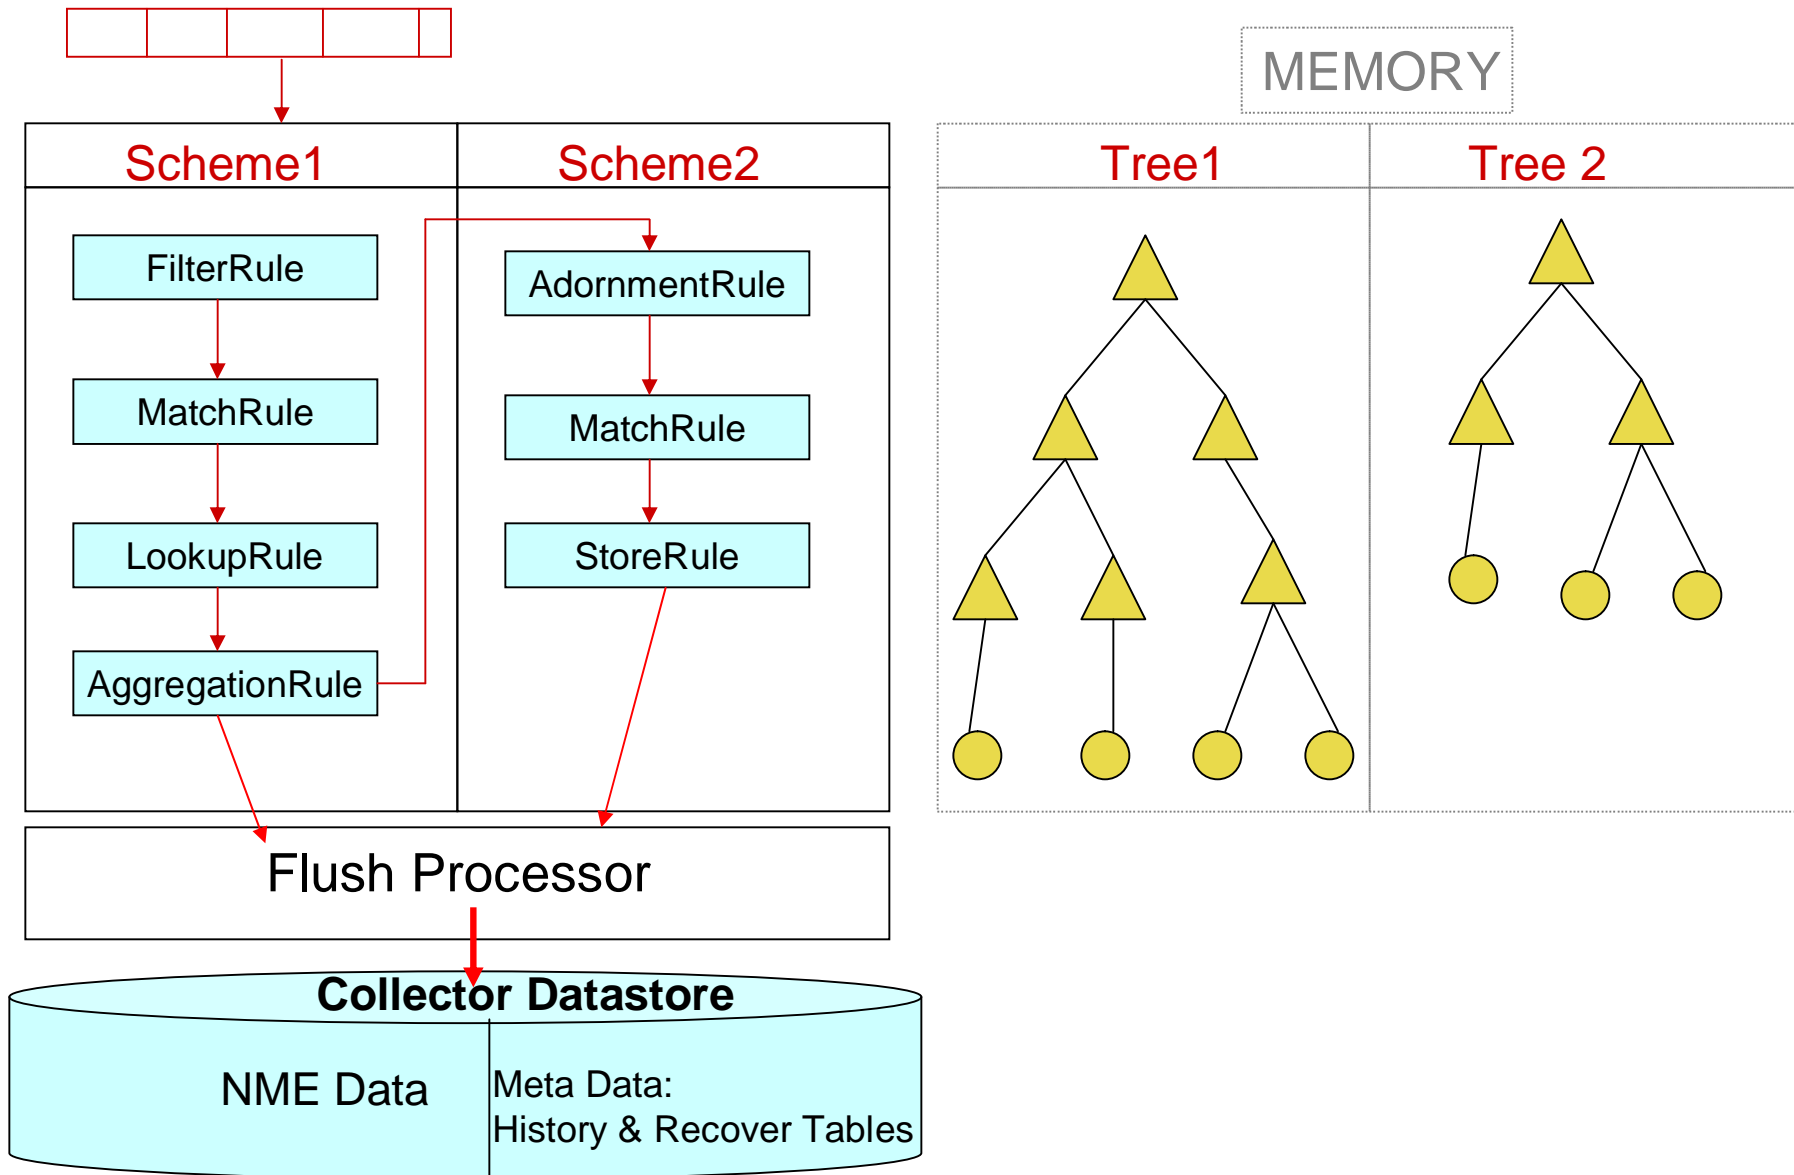 MEMORY
Scheme1
Scheme2
Tree1
Tree 2
FilterRule
MatchRule
LookupRule
AggregationRule
AdornmentRule
MatchRule
StoreRule
Flush Processor
Collector Datastore
NME Data
Meta Data:
History & Recover Tables